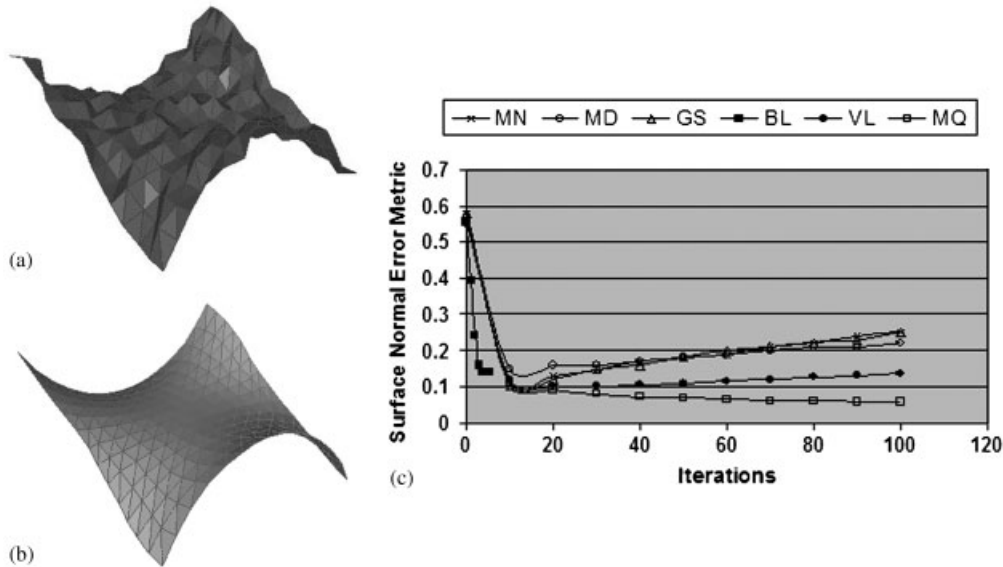 (a)
(b)
MN MD GS BL VL MQ
Surface Normal Error Metric
0.7
0.6
0.5
0.4
0.3
0.2
0.1
0
0 20 40 60 80 100 120
Iterations
(c)